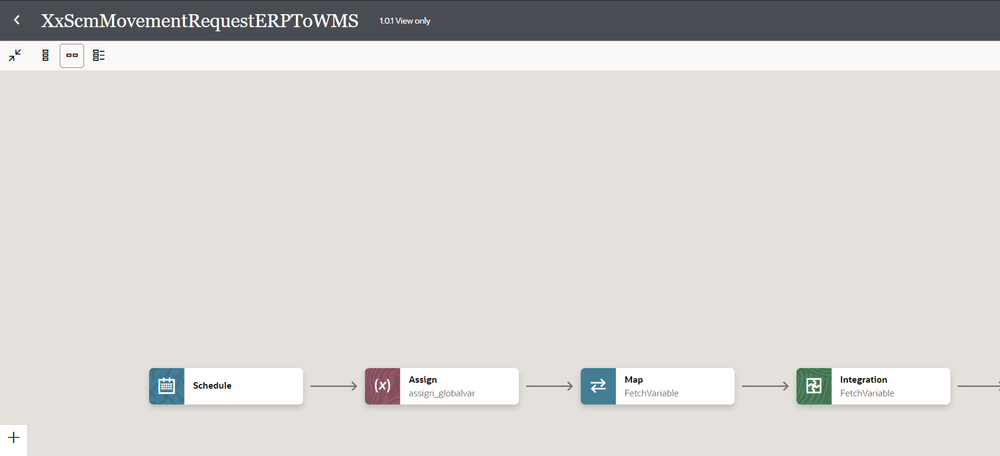 XxScmMovementRequestERPToWMS
1.0.1 View only
Schedule
(x)
Assign
assign_globalvar
Map
FetchVariable
Integration
FetchVariable